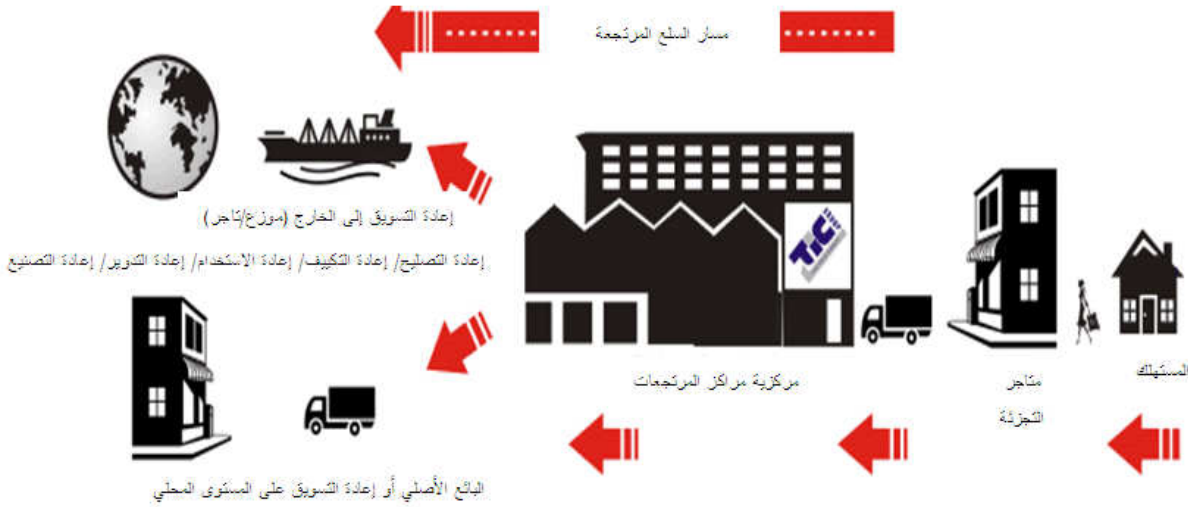 مسار السلع المرتجعة
TIC
إعادة التسويق إلى الخارج (موزع/تاجر)
إعادة التصليح/ إعادة التكييف/ إعادة الاستخدام/ إعادة التدوير/ إعادة التصنيع
المستهلك
متاجر
التجزئة
مركزية مراكز المرتجعات
البائع الأصلي أو إعادة التسويق على المستوى المحلي